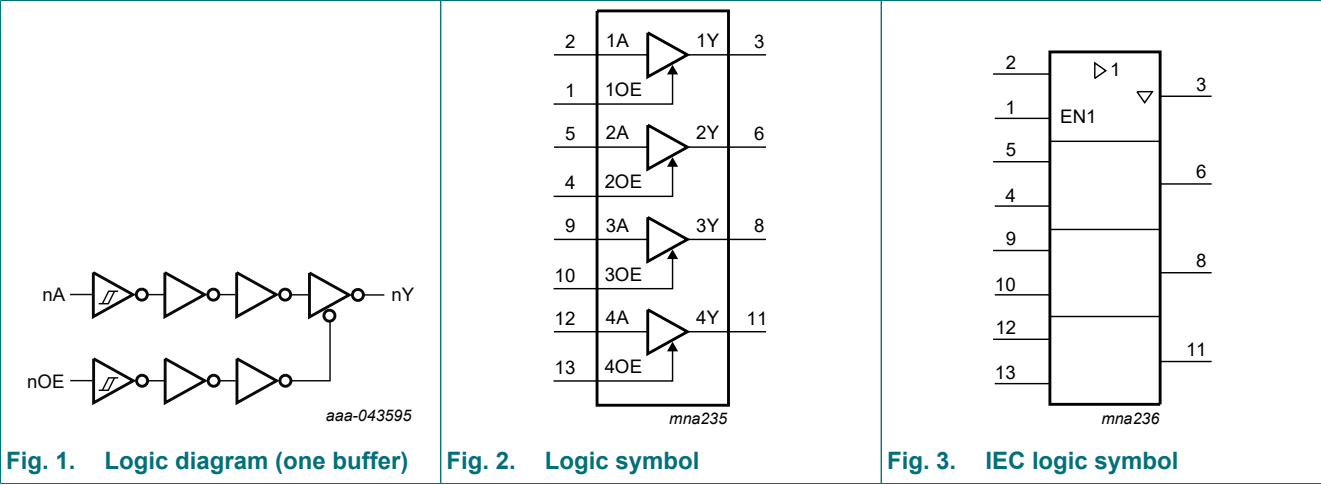 nA
nY
nOE
aaa-043595
Fig. 1. Logic diagram (one buffer)
2 1A 1Y 3
1 1OE
5 2A 2Y 6
4 2OE
9 3A 3Y 8
10 3OE
12 4A 4Y 11
13 4OE
mna235
Fig. 2. Logic symbol
2 1
3
1 EN1
5
6
4
9
8
10
12
11
13
mna236
Fig. 3. IEC logic symbol